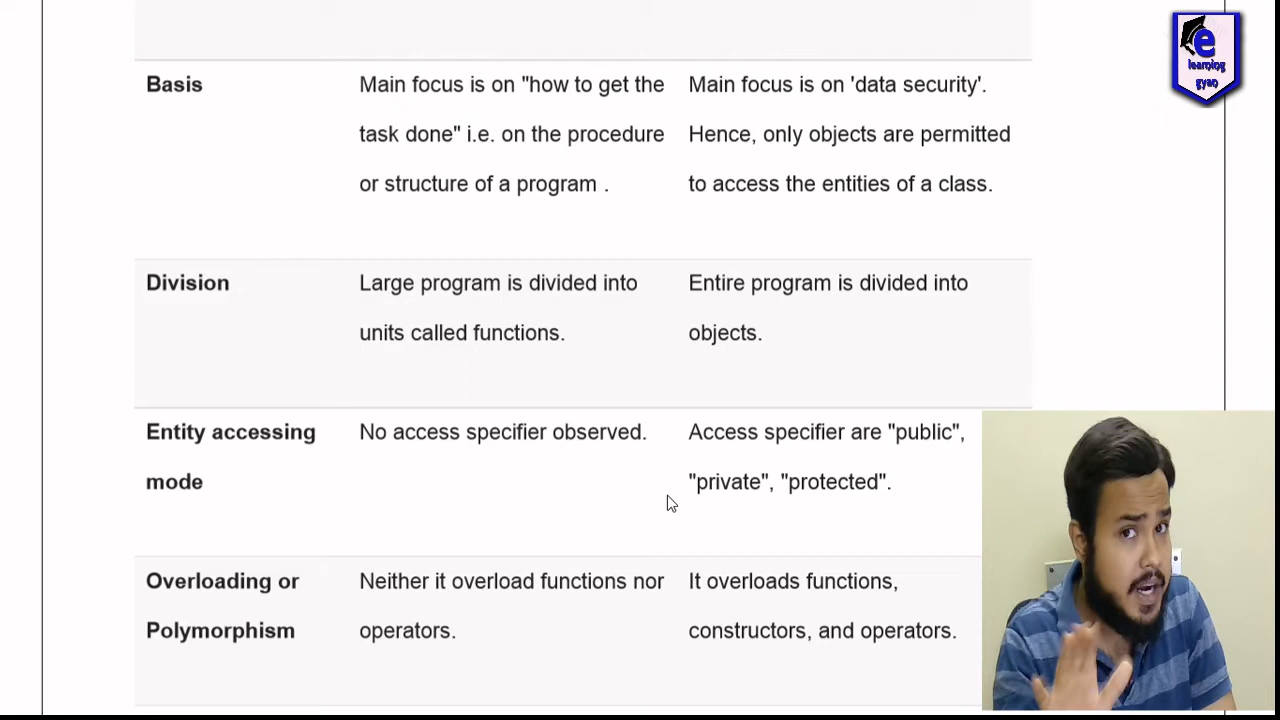 e
learning
gyan
Basis
Main focus is on "how to get the
task done" i.e. on the procedure
or structure of a program .
Main focus is on 'data security'.
Hence, only objects are permitted
to access the entities of a class.
Division
Large program is divided into
units called functions.
Entire program is divided into
objects.
Entity accessing
mode
No access specifier observed.
Access specifier are "public",
"private", "protected".
Overloading or
Polymorphism
Neither it overload functions nor
operators.
It overloads functions,
constructors, and operators.